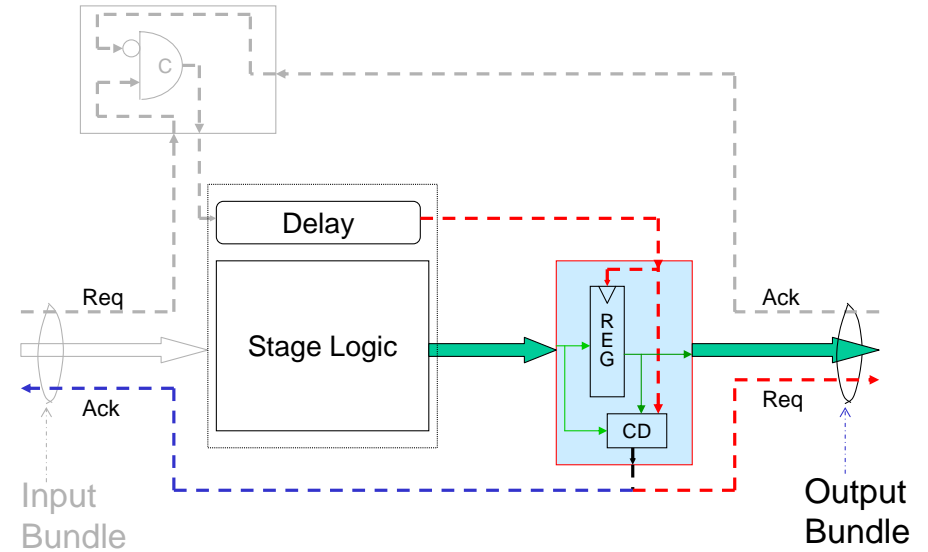 C
Delay
Req
Ack
Stage Logic
R
E
G
Ack
Req
CD
Input
Bundle
Output
Bundle